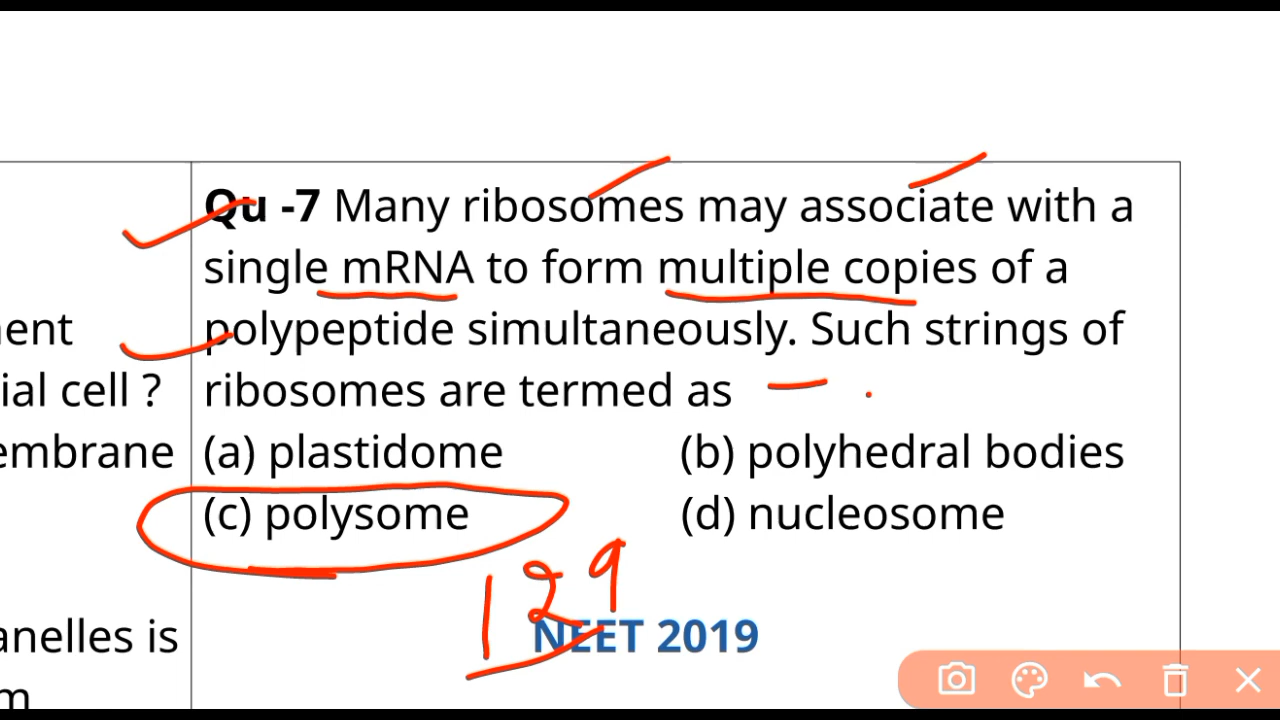 Qu -7 Many ribosomes may associate with a
single mRNA to form multiple copies of a
polypeptide simultaneously. Such strings of
ribosomes are termed as
(a) plastidome (b) polyhedral bodies
(c) polysome (d) nucleosome
129
NEET 2019
ent
ial cell ?
embrane
anelles is
m